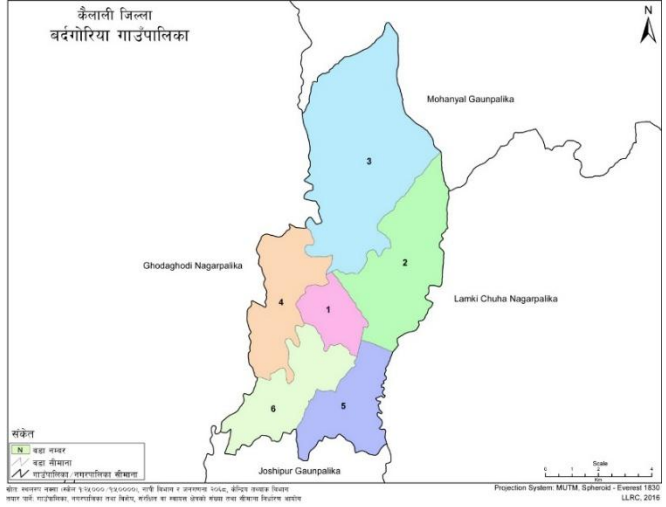 कैलाली जिल्ला
बर्दगोरिया गाउँपालिका
N
Mohanyal Gaunpalika
3
Ghodaghodi Nagarpalika
2
4
1
Lamki Chuha Nagarpalika
6
5
Joshipur Gaunpalika
संकेत
N वडा नम्बर
वडा सीमाना
गाउँपालिका/नगरपालिका सीमाना
Scale
Km
Projection System: MUTM, Spheroid - Everest 1830
LLRC, 2016